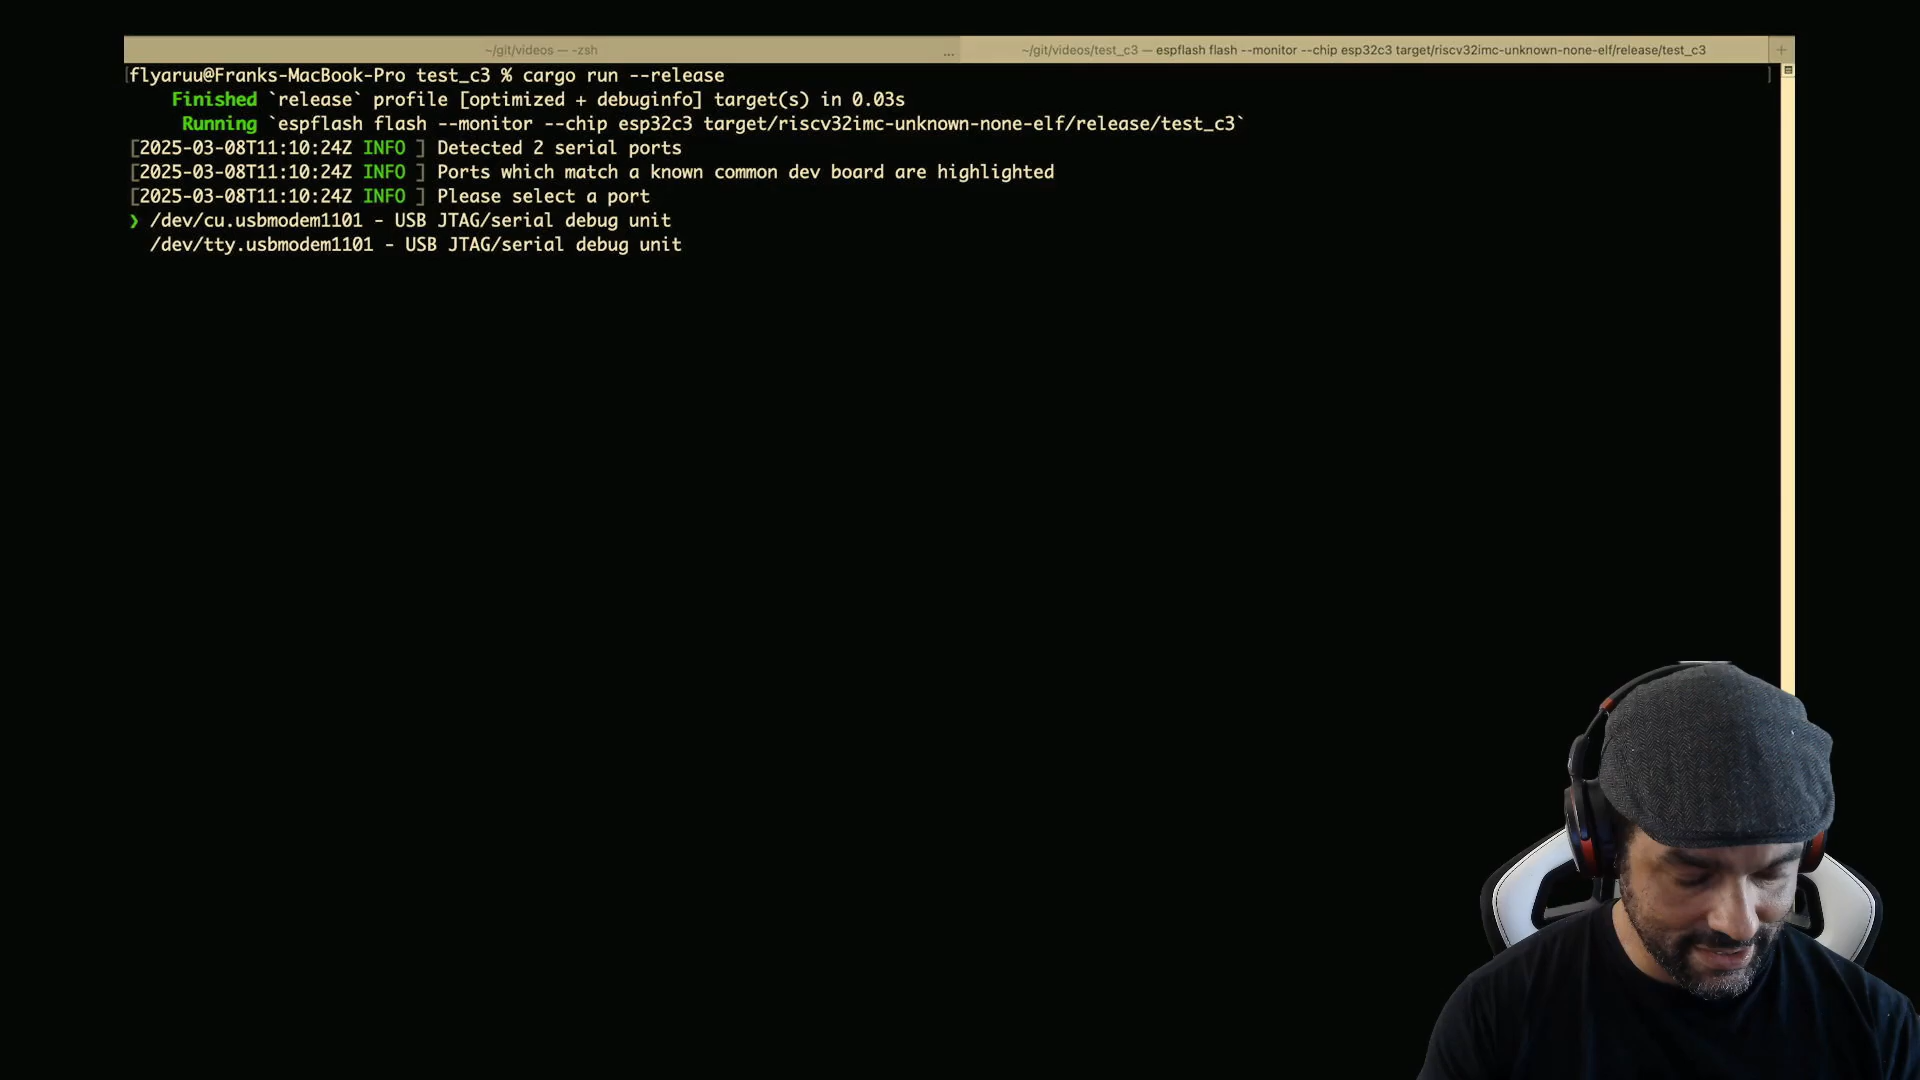 ~/git/videos — -zsh
...
~/git/videos/test_c3 — espflash flash --monitor --chip esp32c3 target/riscv32imc-unknown-none-elf/release/test_c3
+
[flyaruu@Franks-MacBook-Pro test_c3 % cargo run --release ]
Finished `release` profile [optimized + debuginfo] target(s) in 0.03s
Running `espflash flash --monitor --chip esp32c3 target/riscv32imc-unknown-none-elf/release/test_c3`
[2025-03-08T11:10:24Z INFO ] Detected 2 serial ports
[2025-03-08T11:10:24Z INFO ] Ports which match a known common dev board are highlighted
[2025-03-08T11:10:24Z INFO ] Please select a port
❯ /dev/cu.usbmodem1101 - USB JTAG/serial debug unit
/dev/tty.usbmodem1101 - USB JTAG/serial debug unit